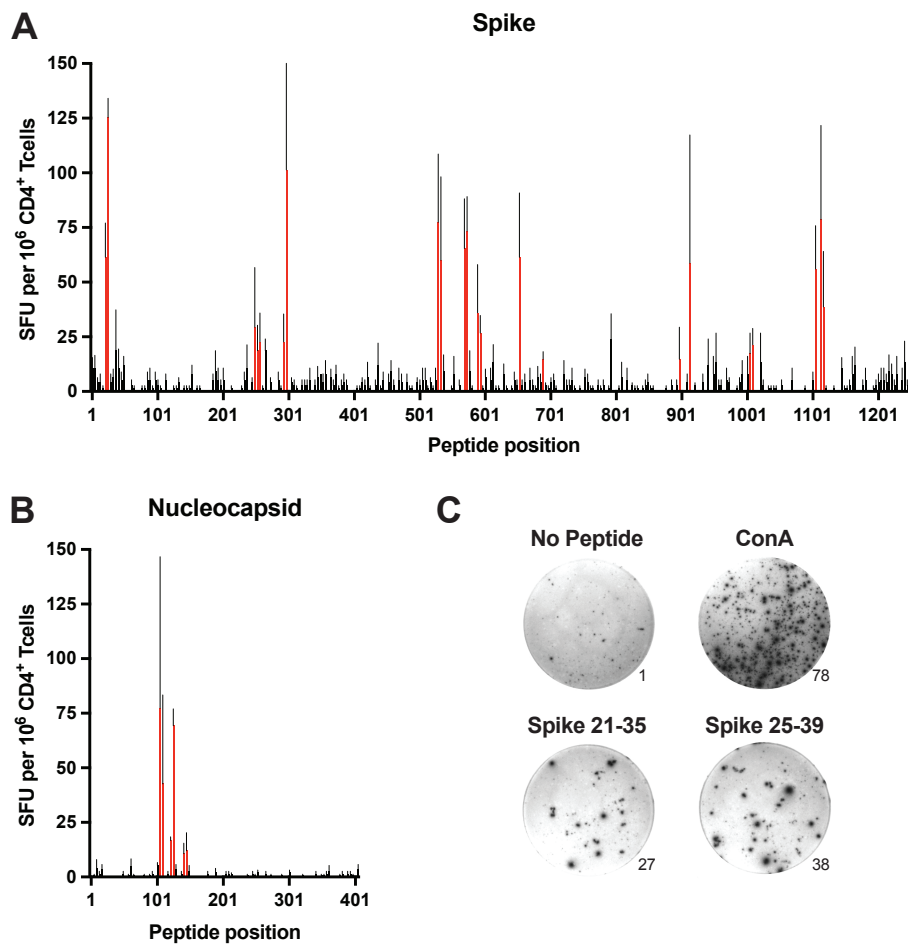 A
Spike
SFU per 10⁶ CD4⁺ Tcells
150
125
100
75
50
25
0
1 101 201 301 401 501 601 701 801 901 1001 1101 1201
Peptide position
B
Nucleocapsid
SFU per 10⁶ CD4⁺ Tcells
150
125
100
75
50
25
0
1 101 201 301 401
Peptide position
C
No Peptide ConA
1 78
Spike 21-35 Spike 25-39
27 38